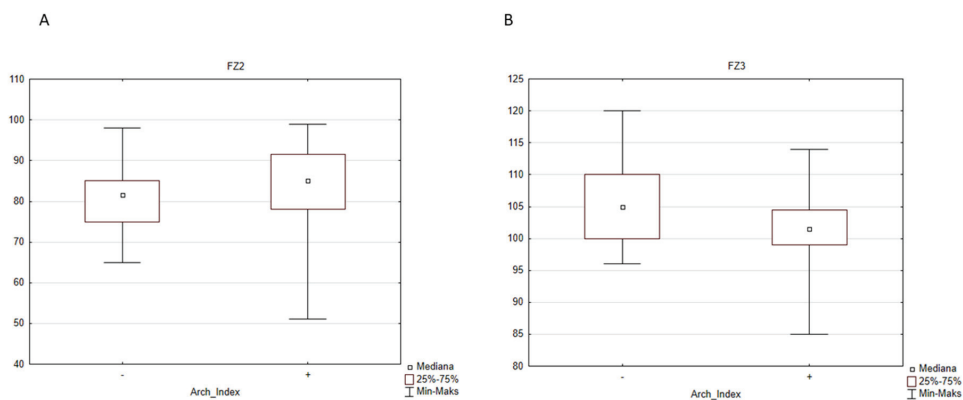 A
FZ2
110
100
90
80
70
60
50
40
-
+
Arch_Index
Mediana
25%-75%
Min-Maks
B
FZ3
125
120
115
110
105
100
95
90
85
80
-
+
Arch_Index
Mediana
25%-75%
Min-Maks